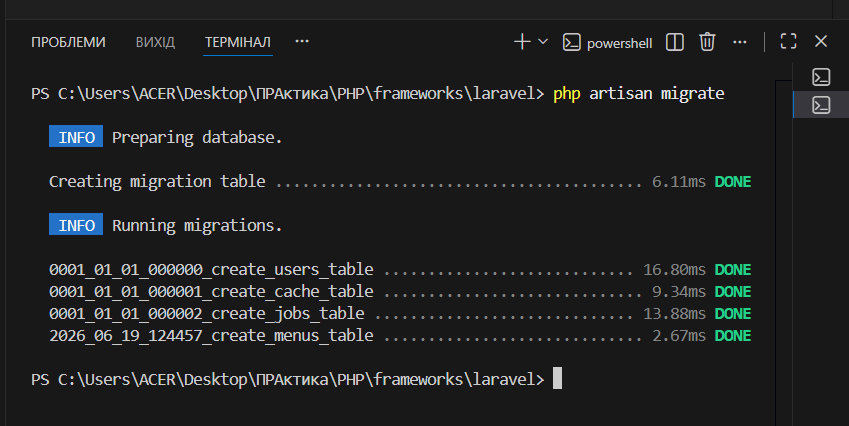 ПРОБЛЕМИ ВИХІД ТЕРМІНАЛ ... powershell ...
PS C:\Users\ACER\Desktop\ПРАктика\PHP\frameworks\laravel> php artisan migrate
INFO Preparing database.
Creating migration table ......................................... 6.11ms DONE
INFO Running migrations.
0001_01_01_000000_create_users_table ............................ 16.80ms DONE
0001_01_01_000001_create_cache_table ............................. 9.34ms DONE
0001_01_01_000002_create_jobs_table ............................. 13.88ms DONE
2026_06_19_124457_create_menus_table ............................. 2.67ms DONE
PS C:\Users\ACER\Desktop\ПРАктика\PHP\frameworks\laravel>